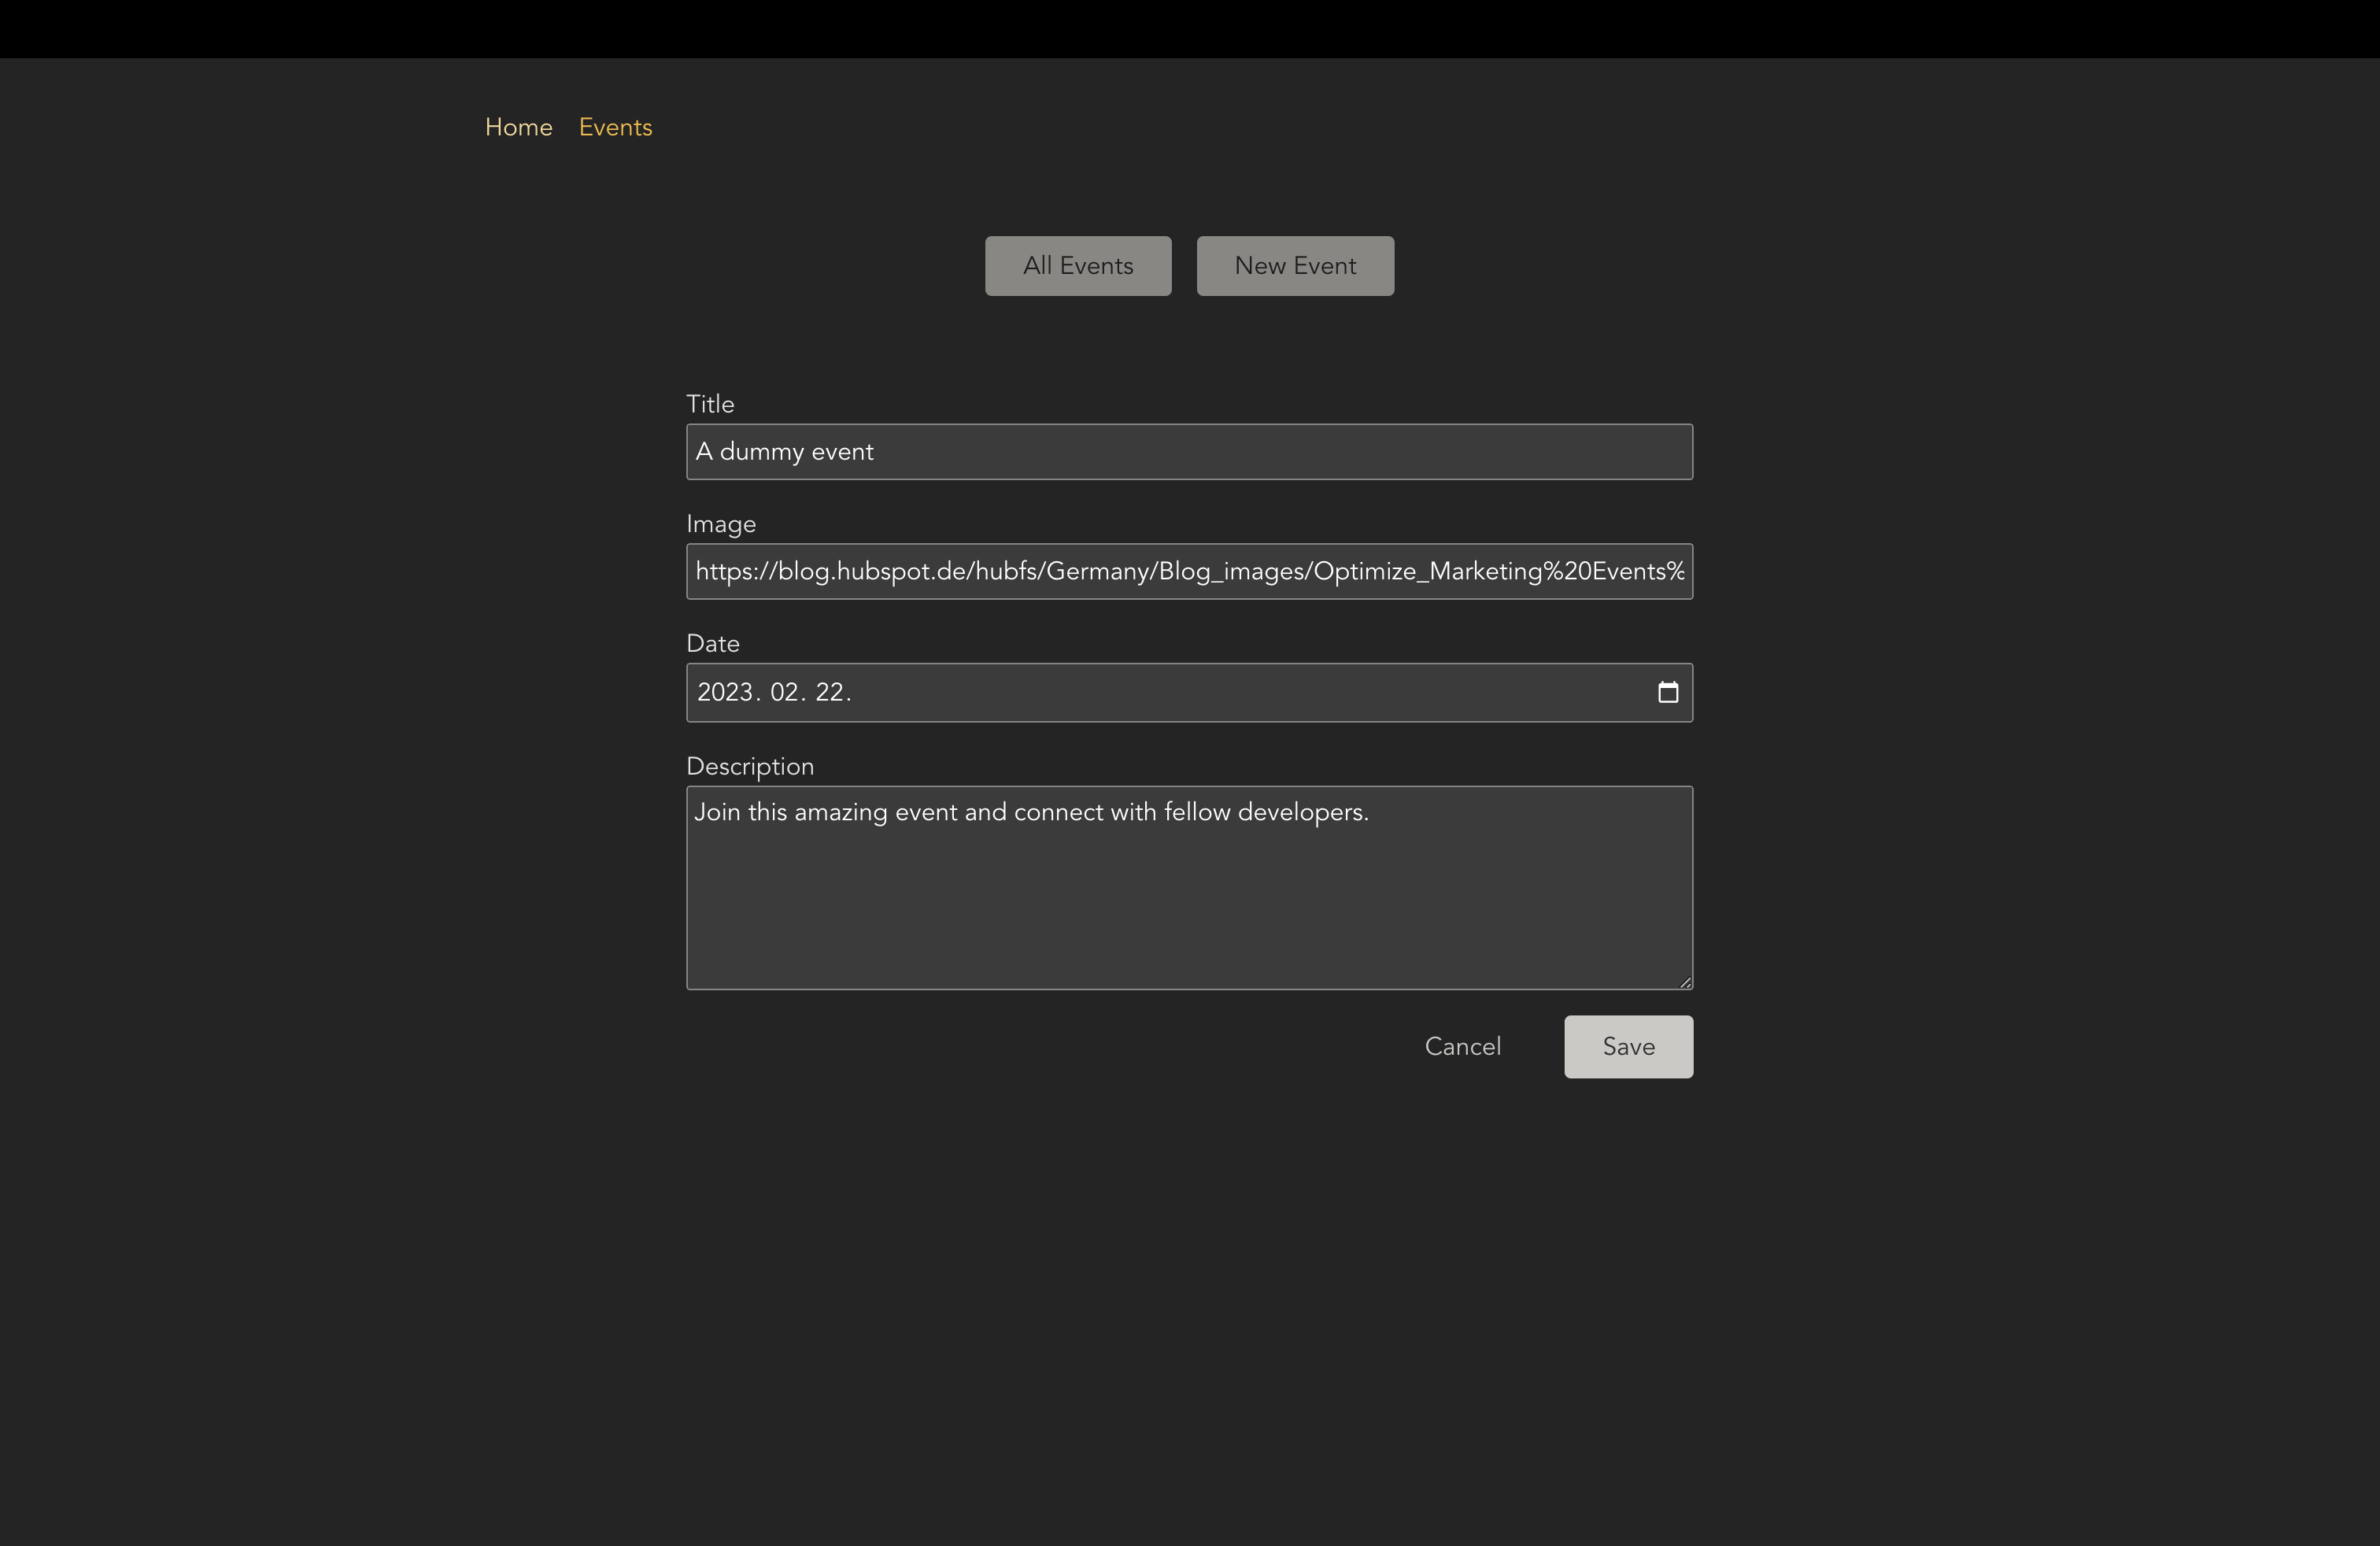 Home Events
All Events New Event
Title
A dummy event
Image
https://blog.hubspot.de/hubfs/Germany/Blog_images/Optimize_Marketing%20Events%
Date
2023. 02. 22.
Description
Join this amazing event and connect with fellow developers.
Cancel Save